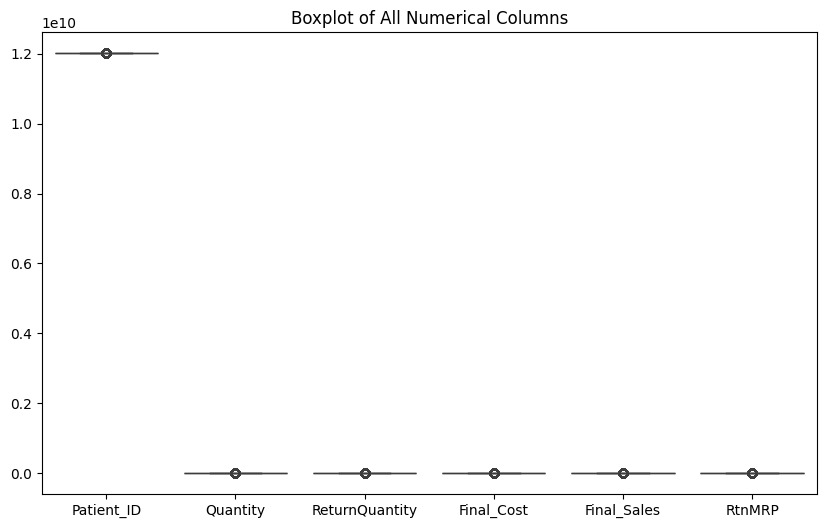 Boxplot of All Numerical Columns
1e10
1.2
1.0
0.8
0.6
0.4
0.2
0.0
Patient_ID Quantity ReturnQuantity Final_Cost Final_Sales RtnMRP